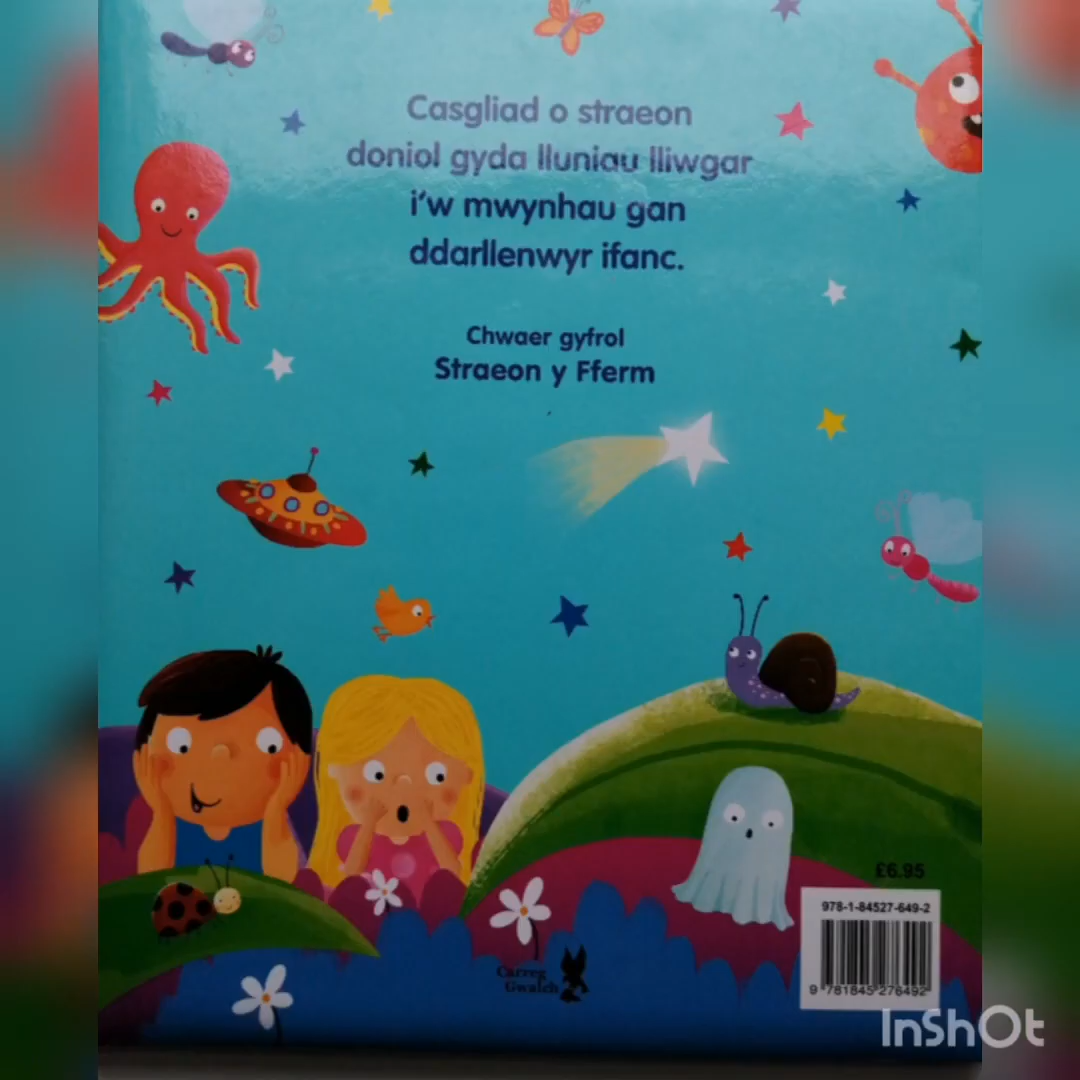 Casgliad o straeon
doniol gyda lluniau lliwgar
i'w mwynhau gan
ddarllenwyr ifanc.
Chwaer gyfrol
Straeon y Fferm
£6.95
978-1-84527-649-2
9 781845 276492
Carreg
Gwalch
InShOt